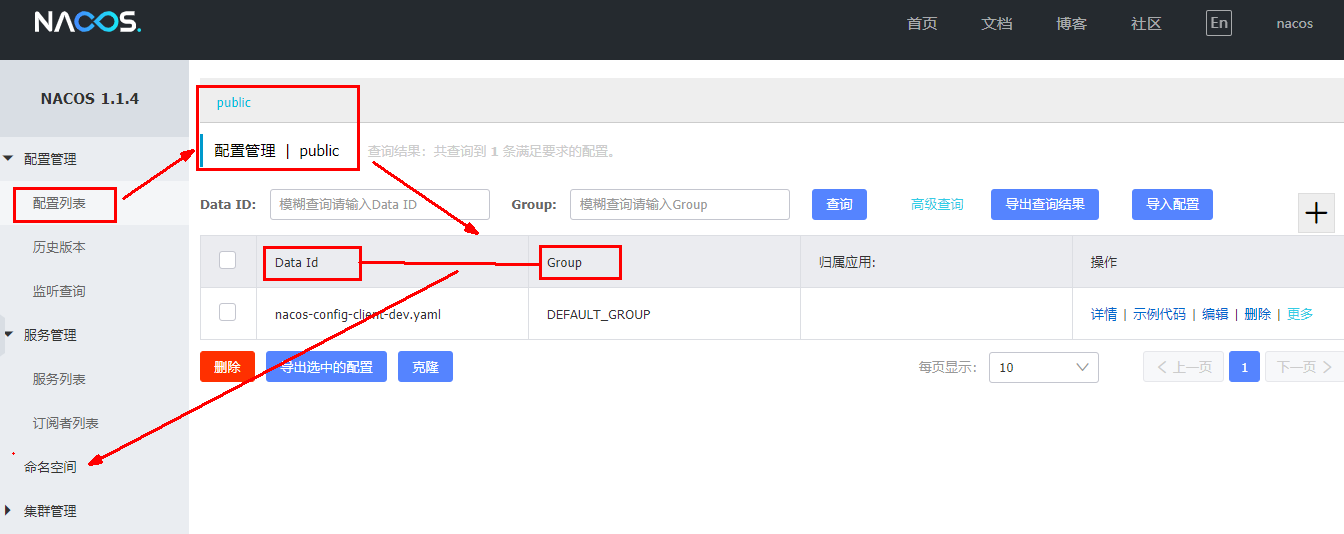 NACOS.
首页 文档 博客 社区 En nacos
NACOS 1.1.4
配置管理
配置列表
历史版本
监听查询
服务管理
服务列表
订阅者列表
命名空间
集群管理
public
配置管理 | public 查询结果：共查询到 1 条满足要求的配置。
Data ID: 模糊查询请输入Data ID Group: 模糊查询请输入Group 查询 高级查询 导出查询结果 导入配置
Data Id Group 归属应用: 操作
nacos-config-client-dev.yaml DEFAULT_GROUP 详情 | 示例代码 | 编辑 | 删除 | 更多
删除 导出选中的配置 克隆 每页显示: 10 上一页 1 下一页